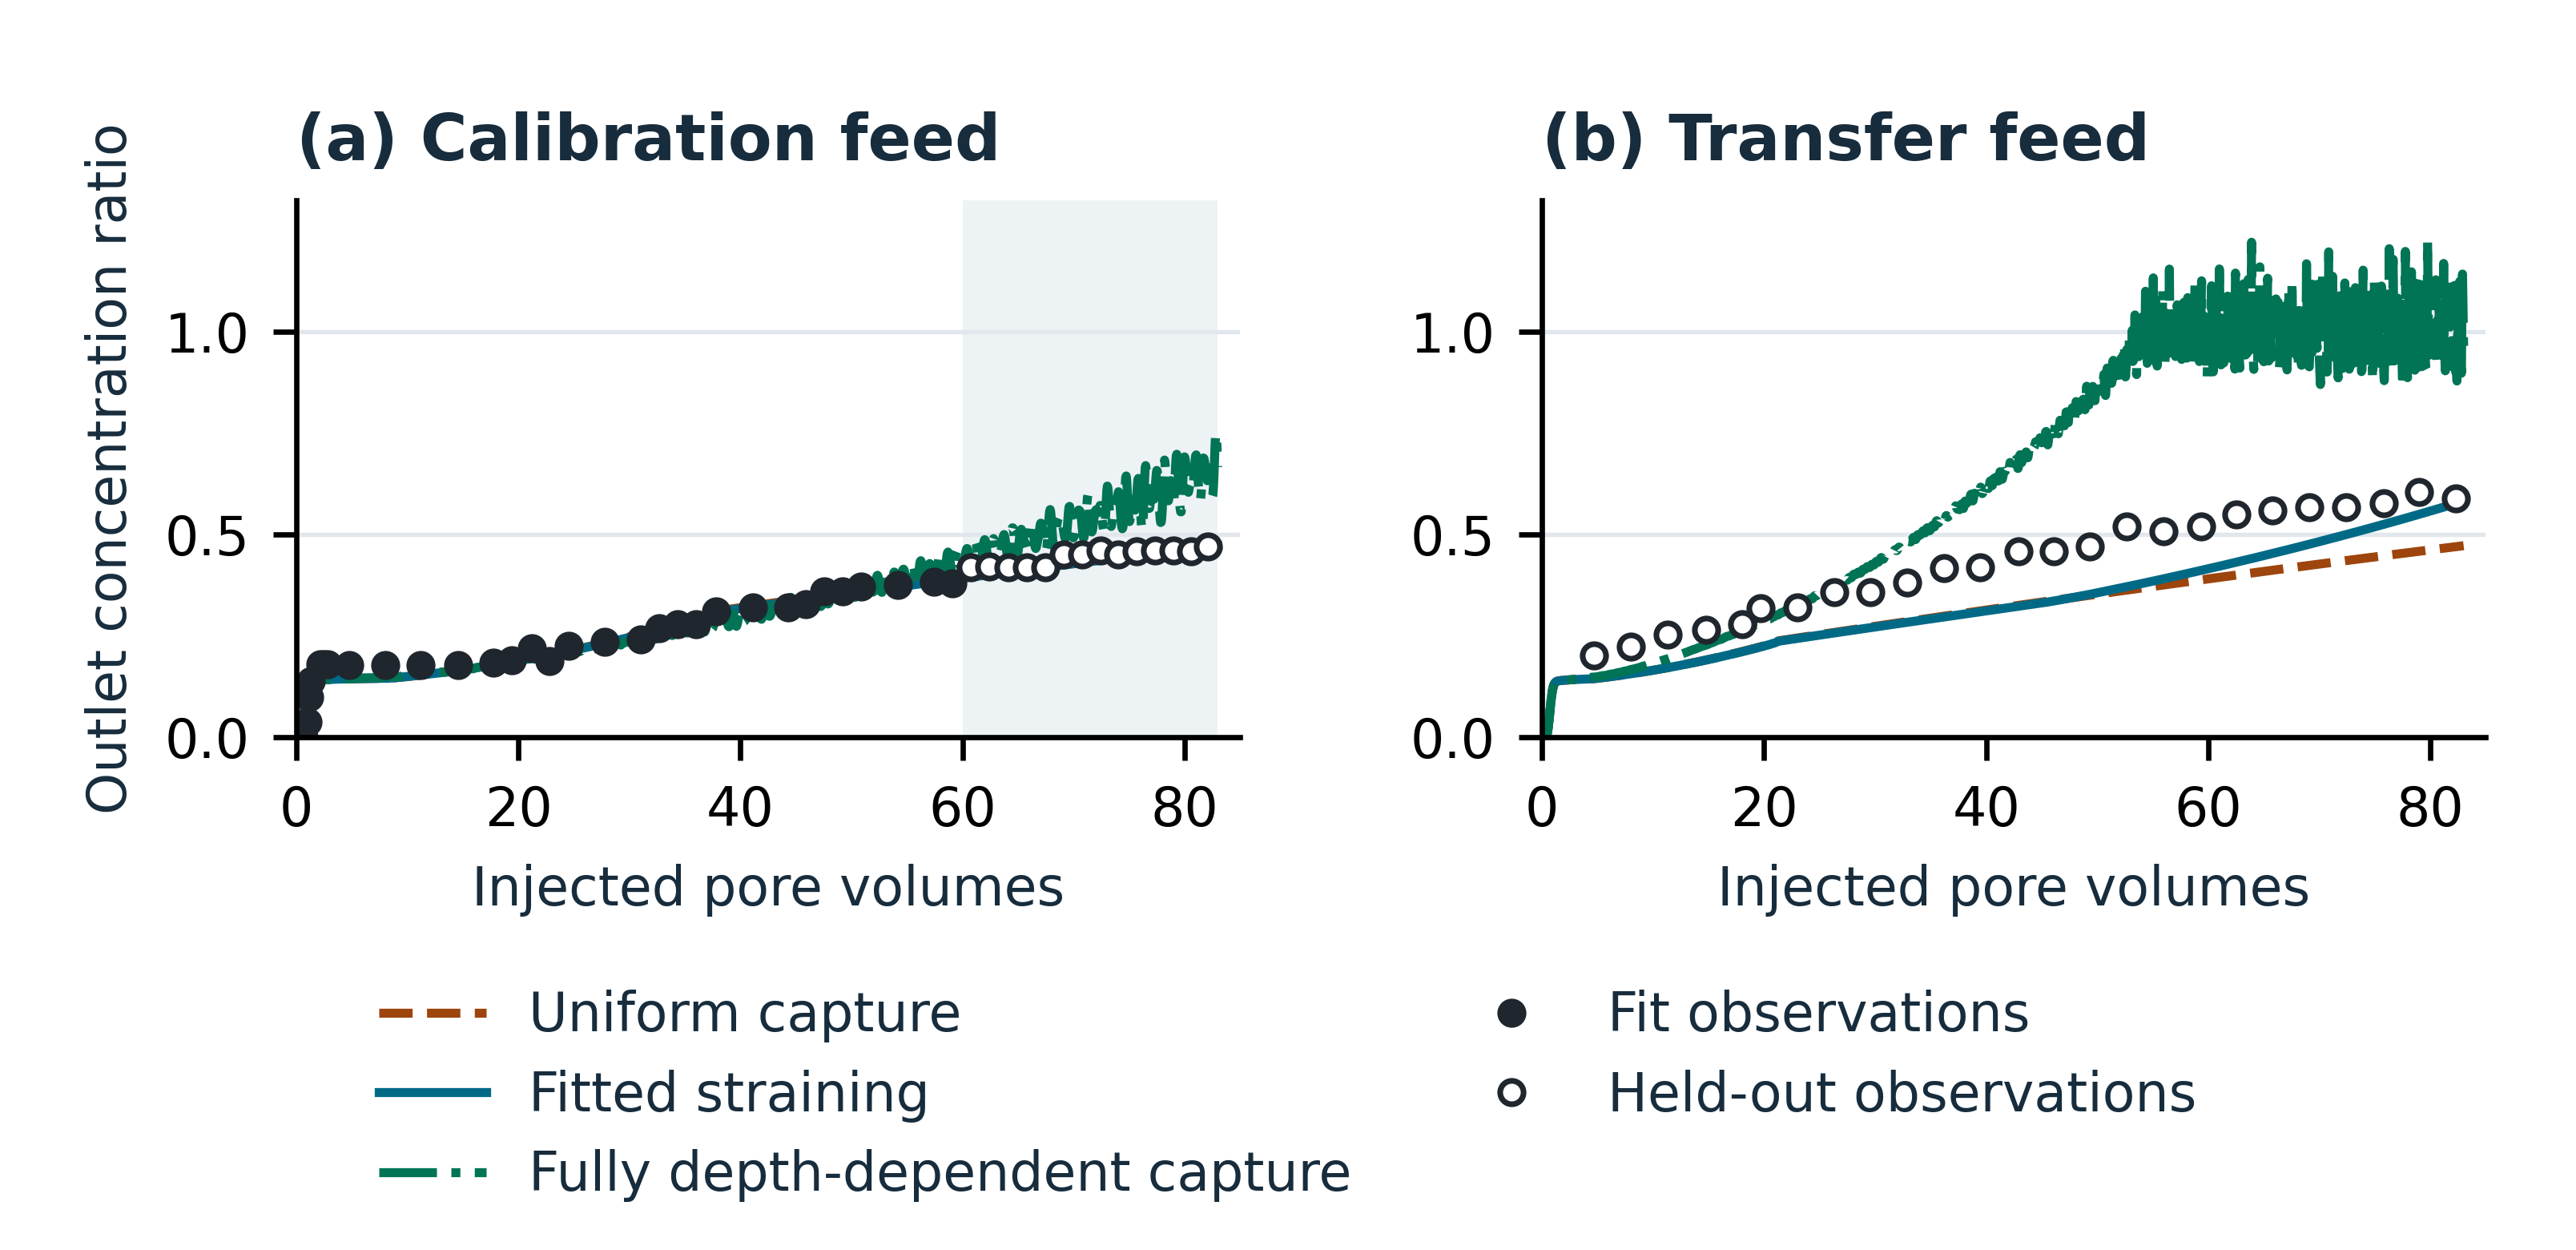 (a) Calibration feed
Outlet concentration ratio
1.0
0.5
0.0
0 20 40 60 80
Injected pore volumes
(b) Transfer feed
1.0
0.5
0.0
0 20 40 60 80
Injected pore volumes
Uniform capture
Fitted straining
Fully depth-dependent capture
Fit observations
Held-out observations